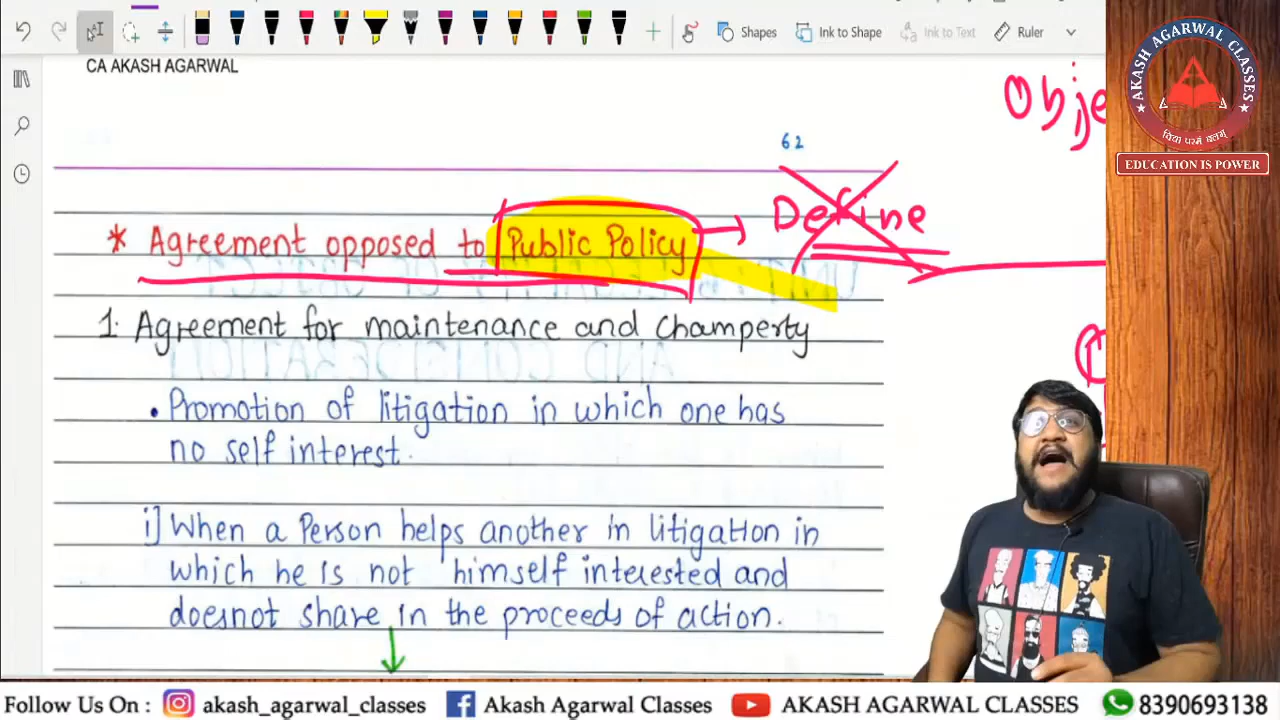 Shapes Ink to Shape Ink to Text Ruler
CA AKASH AGARWAL
AKASH AGARWAL CLASSES
विद्या परमं बलम्
EDUCATION IS POWER
62
* Agreement opposed to Public Policy → Define
1. Agreement for maintenance and Champerty
• Promotion of litigation in which one has
no self interest.
i] When a Person helps another in litigation in
which he is not himself interested and
doesnot share in the proceeds of action.
Follow Us On : akash_agarwal_classes Akash Agarwal Classes AKASH AGARWAL CLASSES 8390693138